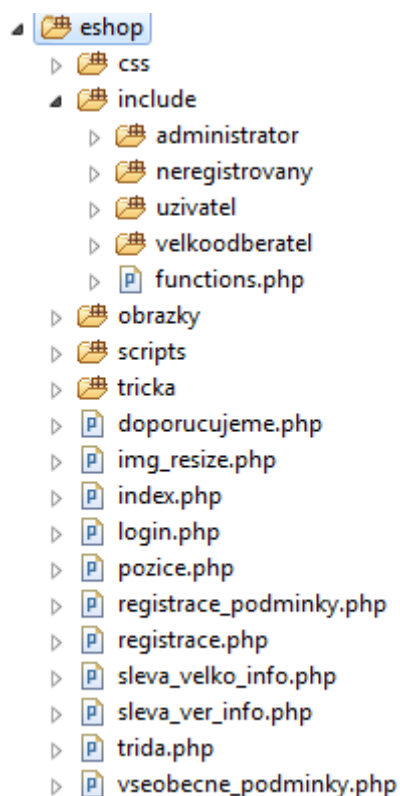 eshop
css
include
administrator
neregistrovany
uzivatel
velkoodberatel
functions.php
obrazky
scripts
tricka
doporucujeme.php
img_resize.php
index.php
login.php
pozice.php
registrace_podminky.php
registrace.php
sleva_velko_info.php
sleva_ver_info.php
trida.php
vseobecne_podminky.php